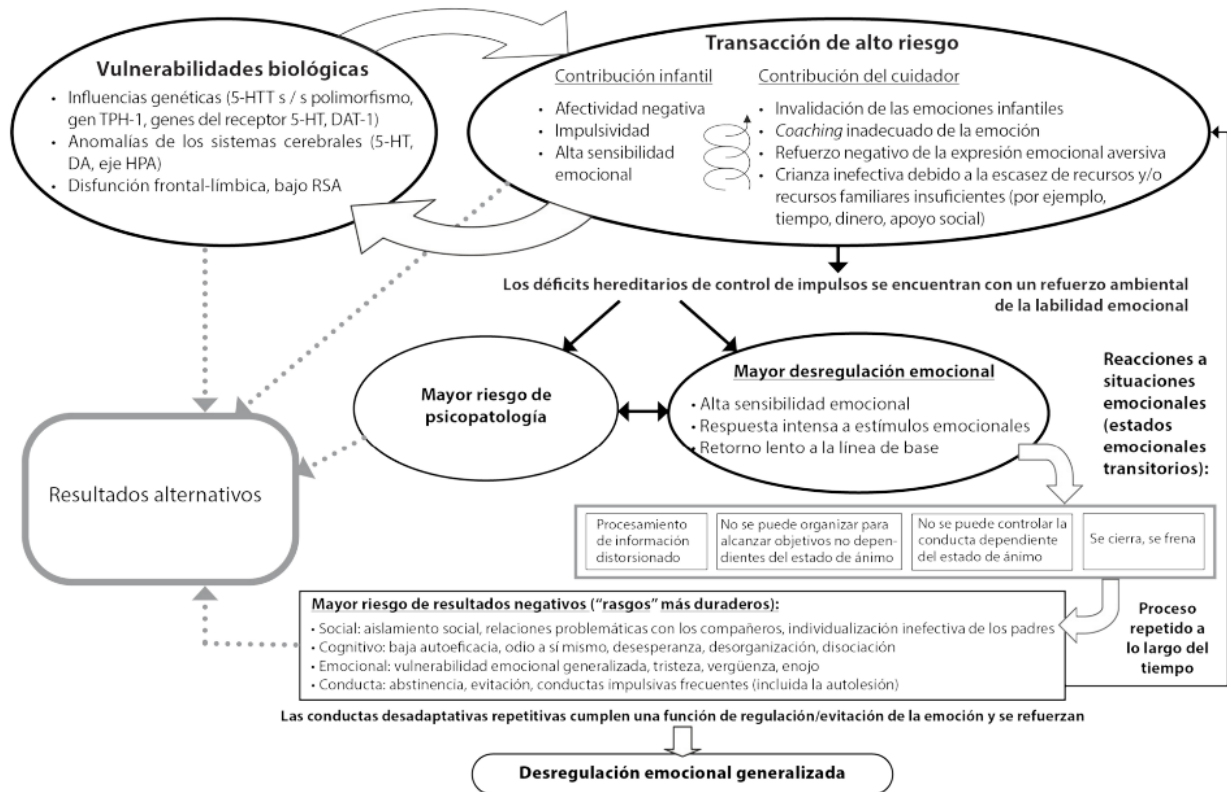 Vulnerabilidades biológicas
• Influencias genéticas (5-HTT s / s polimorfismo,
gen TPH-1, genes del receptor 5-HT, DAT-1)
• Anomalías de los sistemas cerebrales (5-HT,
DA, eje HPA)
• Disfunción frontal-límbica, bajo RSA
Transacción de alto riesgo
Contribución infantil
• Afectividad negativa
• Impulsividad
• Alta sensibilidad
emocional
Contribución del cuidador
• Invalidación de las emociones infantiles
• Coaching inadecuado de la emoción
• Refuerzo negativo de la expresión emocional aversiva
• Crianza inefectiva debido a la escasez de recursos y/o
recursos familiares insuficientes (por ejemplo,
tiempo, dinero, apoyo social)
Los déficits hereditarios de control de impulsos se encuentran con un refuerzo ambiental
de la labilidad emocional
Mayor riesgo de
psicopatología
Mayor desregulación emocional
• Alta sensibilidad emocional
• Respuesta intensa a estímulos emocionales
• Retorno lento a la línea de base
Reacciones a
situaciones
emocionales
(estados
emocionales
transitorios):
Resultados alternativos
Procesamiento
de información
distorsionado
No se puede organizar para
alcanzar objetivos no depen-
dientes del estado de ánimo
No se puede controlar la
conducta dependiente
del estado de ánimo
Se cierra, se frena
Mayor riesgo de resultados negativos (“rasgos” más duraderos):
• Social: aislamiento social, relaciones problemáticas con los compañeros, individualización inefectiva de los padres
• Cognitivo: baja autoeficacia, odio a sí mismo, desesperanza, desorganización, disociación
• Emocional: vulnerabilidad emocional generalizada, tristeza, vergüenza, enojo
• Conducta: abstinencia, evitación, conductas impulsivas frecuentes (incluida la autolesión)
Proceso
repetido a
lo largo del
tiempo
Las conductas desadaptativas repetitivas cumplen una función de regulación/evitación de la emoción y se refuerzan
Desregulación emocional generalizada